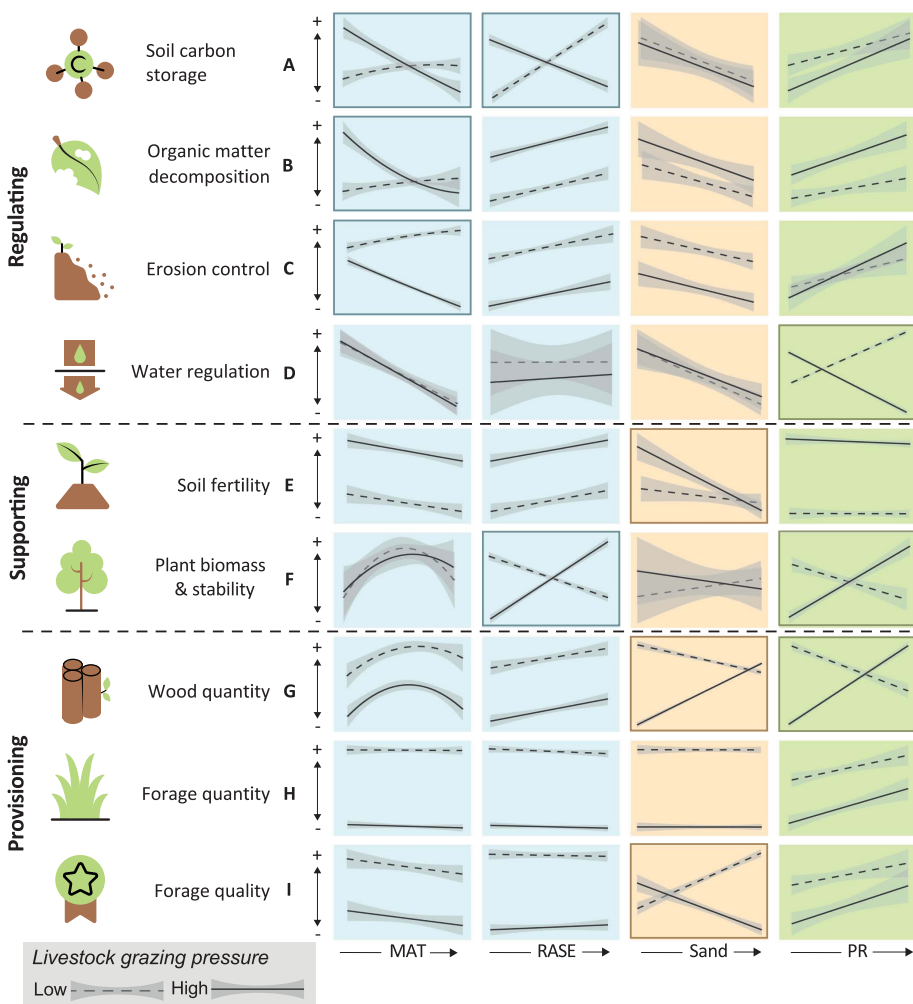 +
Soil carbon
storage
A
-
+
Organic matter
decomposition
B
-
Regulating
+
Erosion control
C
-
+
Water regulation
D
-
+
Soil fertility
E
-
Supporting
+
Plant biomass
& stability
F
-
+
Wood quantity
G
-
Provisioning
+
Forage quantity
H
-
+
Forage quality
I
-
MAT
RASE
Sand
PR
Livestock grazing pressure
Low
High